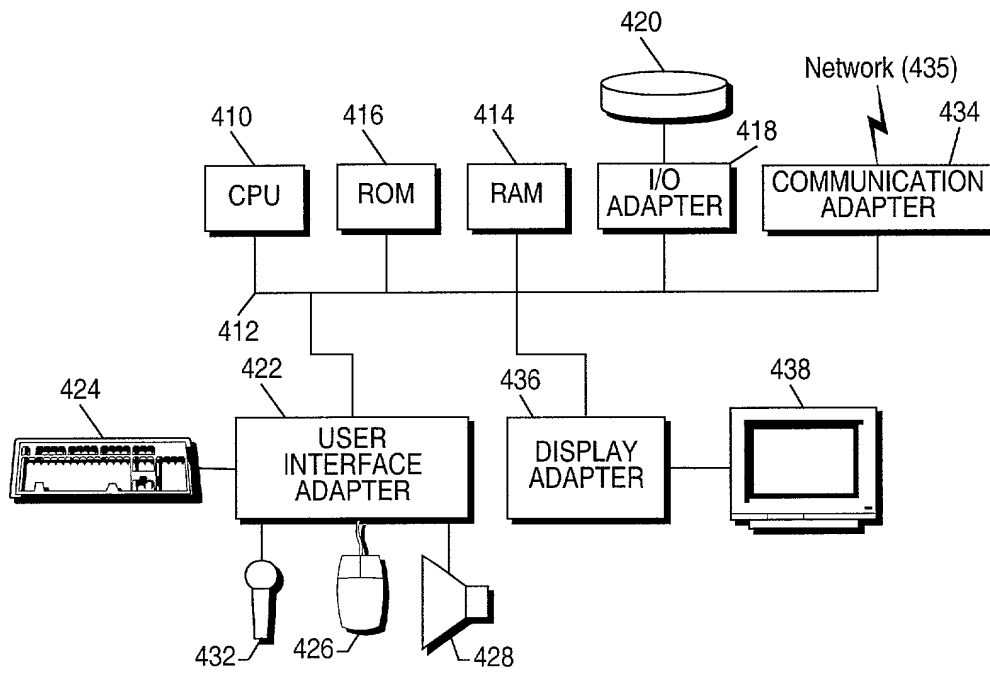 420
Network (435)
410
416
414
418
434
CPU
ROM
RAM
I/O
ADAPTER
COMMUNICATION
ADAPTER
412
422
436
438
424
USER
INTERFACE
ADAPTER
DISPLAY
ADAPTER
432
426
428